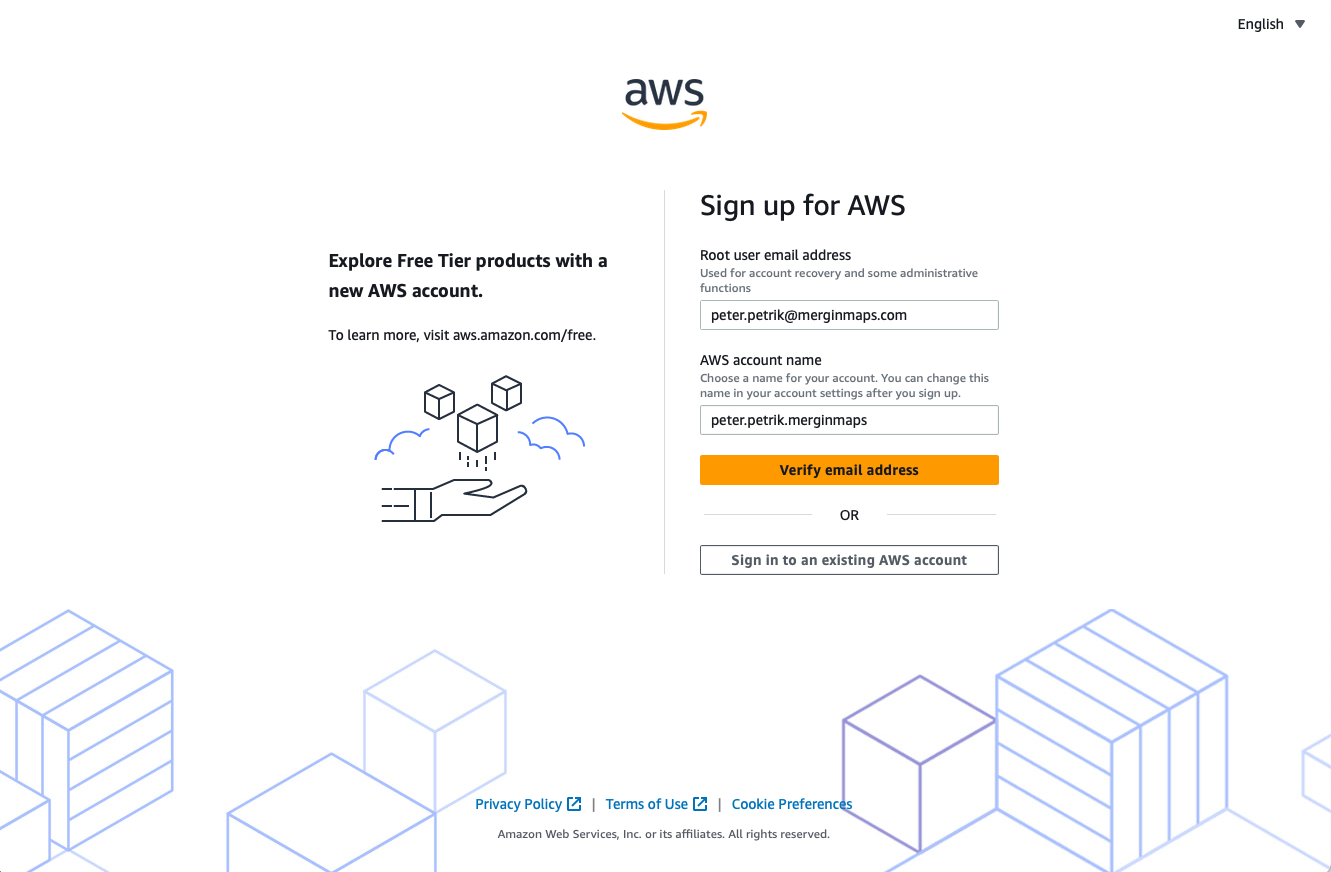 English
aws
Explore Free Tier products with a
new AWS account.
To learn more, visit aws.amazon.com/free.
Sign up for AWS
Root user email address
Used for account recovery and some administrative
functions
peter.petrik@merginmaps.com
AWS account name
Choose a name for your account. You can change this
name in your account settings after you sign up.
peter.petrik.merginmaps
Verify email address
OR
Sign in to an existing AWS account
Privacy Policy | Terms of Use | Cookie Preferences
Amazon Web Services, Inc. or its affiliates. All rights reserved.